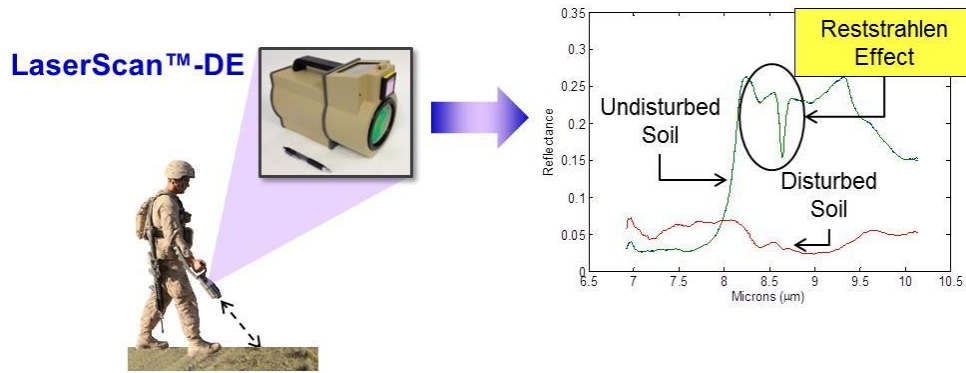 LaserScan™-DE
0.35
0.3
0.25
0.2
0.15
0.1
0.05
0
Reflectance
Reststrahlen
Effect
Undisturbed
Soil
Disturbed
Soil
6.5 7 7.5 8 8.5 9 9.5 10 10.5
Microns (µm)